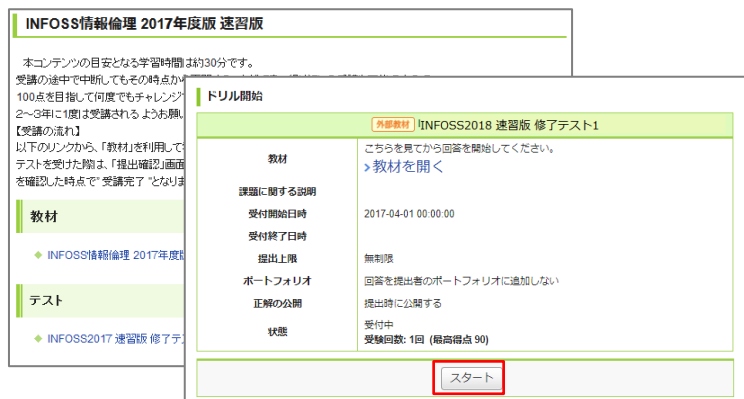 INFOSS情報倫理 2017年度版 速習版
本コンテンツの目安となる学習時間は約30分です。
受講の途中で中断してもその時点から
100点を目指して何度でもチャレンジ
2～3年に1度は受講される ようお願い
【受講の流れ】
以下のリンクから、「教材」を利用して
テストを受けた際は、「提出確認」画面
を確認した時点で" 受講完了 "となりま
教材
INFOSS情報倫理 2017年度
テスト
INFOSS2017 速習版 修了テ
ドリル開始
外部教材 INFOSS2018 速習版 修了テスト1
教材
こちらを見てから回答を開始してください。
教材を開く
課題に関する説明
受付開始日時 2017-04-01 00:00:00
受付終了日時
提出上限 無制限
ポートフォリオ 回答を提出者のポートフォリオに追加しない
正解の公開 提出時に公開する
状態
受付中
受験回数: 1回 (最高得点 90)
スタート